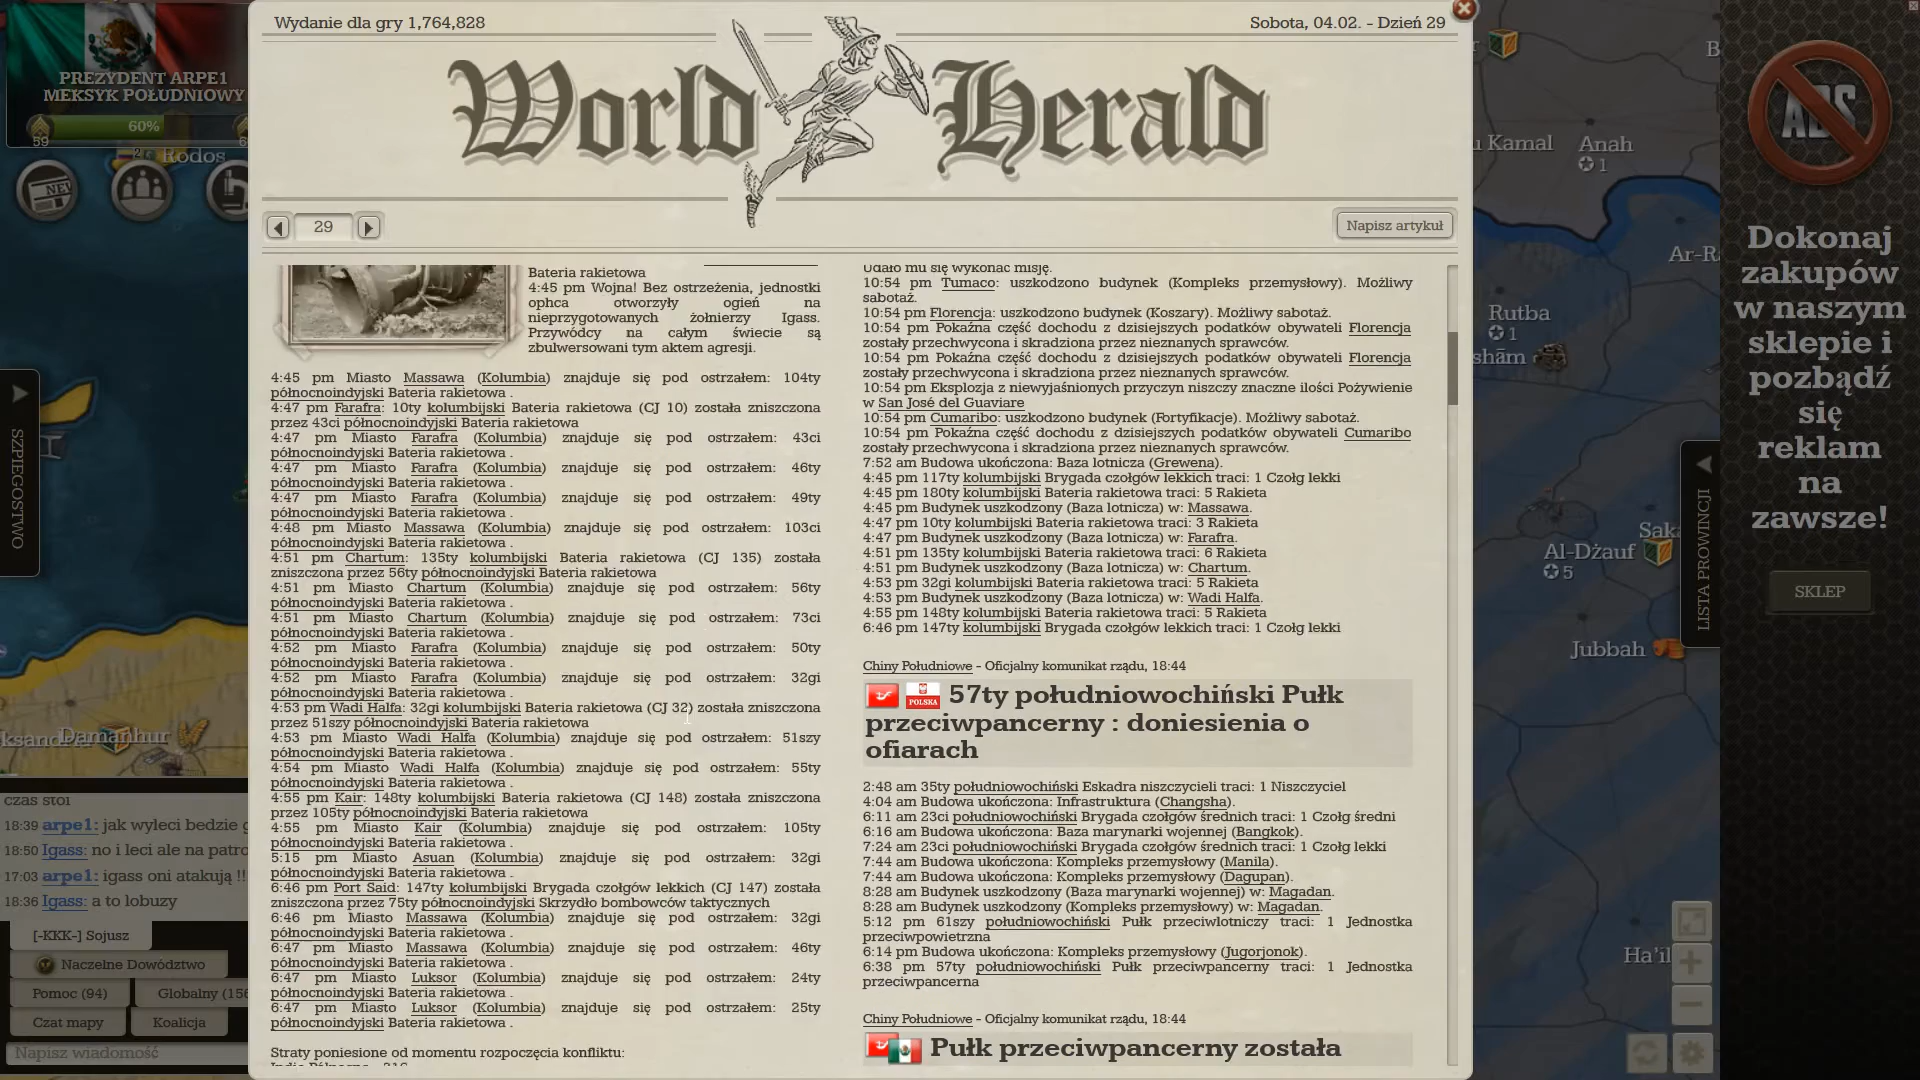 Wydanie dla gry 1,764,828
Sobota, 04.02. - Dzień 29
World Herald
29
Napisz artykuł
PREZYDENT ARPE1
MEKSYK POŁUDNIOWY
60%
59
Rodos
Bateria rakietowa
4:45 pm Wojna! Bez ostrzeżenia, jednostki
ophca otworzyły ogień na
nieprzygotowanych żołnierzy Igass.
Przywódcy na całym świecie są
zbulwersowani tym aktem agresji.
4:45 pm Miasto Massawa (Kolumbia) znajduje się pod ostrzałem: 104ty
północnoindyjski Bateria rakietowa .
4:47 pm Farafra: 10ty kolumbijski Bateria rakietowa (CJ 10) została zniszczona
przez 43ci północnoindyjski Bateria rakietowa
4:47 pm Miasto Farafra (Kolumbia) znajduje się pod ostrzałem: 43ci
północnoindyjski Bateria rakietowa .
4:47 pm Miasto Farafra (Kolumbia) znajduje się pod ostrzałem: 46ty
północnoindyjski Bateria rakietowa .
4:47 pm Miasto Farafra (Kolumbia) znajduje się pod ostrzałem: 49ty
północnoindyjski Bateria rakietowa .
4:48 pm Miasto Massawa (Kolumbia) znajduje się pod ostrzałem: 103ci
północnoindyjski Bateria rakietowa .
4:51 pm Chartum: 135ty kolumbijski Bateria rakietowa (CJ 135) została
zniszczona przez 56ty północnoindyjski Bateria rakietowa
4:51 pm Miasto Chartum (Kolumbia) znajduje się pod ostrzałem: 56ty
północnoindyjski Bateria rakietowa .
4:51 pm Miasto Chartum (Kolumbia) znajduje się pod ostrzałem: 73ci
północnoindyjski Bateria rakietowa .
4:52 pm Miasto Farafra (Kolumbia) znajduje się pod ostrzałem: 50ty
północnoindyjski Bateria rakietowa .
4:52 pm Miasto Farafra (Kolumbia) znajduje się pod ostrzałem: 32gi
północnoindyjski Bateria rakietowa .
4:53 pm Wadi Halfa: 32gi kolumbijski Bateria rakietowa (CJ 32) została zniszczona
przez 51szy północnoindyjski Bateria rakietowa
4:53 pm Miasto Wadi Halfa (Kolumbia) znajduje się pod ostrzałem: 51szy
północnoindyjski Bateria rakietowa .
4:54 pm Miasto Wadi Halfa (Kolumbia) znajduje się pod ostrzałem: 55ty
północnoindyjski Bateria rakietowa .
4:55 pm Kair: 148ty kolumbijski Bateria rakietowa (CJ 148) została zniszczona
przez 105ty północnoindyjski Bateria rakietowa
4:55 pm Miasto Kair (Kolumbia) znajduje się pod ostrzałem: 105ty
północnoindyjski Bateria rakietowa .
5:15 pm Miasto Asuan (Kolumbia) znajduje się pod ostrzałem: 32gi
północnoindyjski Bateria rakietowa .
6:46 pm Port Said: 147ty kolumbijski Brygada czołgów lekkich (CJ 147) została
zniszczona przez 75ty północnoindyjski Skrzydło bombowców taktycznych
6:46 pm Miasto Massawa (Kolumbia) znajduje się pod ostrzałem: 32gi
północnoindyjski Bateria rakietowa .
6:47 pm Miasto Massawa (Kolumbia) znajduje się pod ostrzałem: 46ty
północnoindyjski Bateria rakietowa .
6:47 pm Miasto Luksor (Kolumbia) znajduje się pod ostrzałem: 24ty
północnoindyjski Bateria rakietowa .
6:47 pm Miasto Luksor (Kolumbia) znajduje się pod ostrzałem: 25ty
północnoindyjski Bateria rakietowa .
Straty poniesione od momentu rozpoczęcia konfliktu:
Udało mu się wykonać misję.
10:54 pm Tumaco: uszkodzono budynek (Kompleks przemysłowy). Możliwy
sabotaż.
10:54 pm Florencja: uszkodzono budynek (Koszary). Możliwy sabotaż.
10:54 pm Pokaźna część dochodu z dzisiejszych podatków obywateli Florencja
zostały przechwycona i skradziona przez nieznanych sprawców.
10:54 pm Pokaźna część dochodu z dzisiejszych podatków obywateli Florencja
zostały przechwycona i skradziona przez nieznanych sprawców.
10:54 pm Eksplozja z niewyjaśnionych przyczyn niszczy znaczne ilości Pożywienie
w San José del Guaviare
10:54 pm Cumaribo: uszkodzono budynek (Fortyfikacje). Możliwy sabotaż.
10:54 pm Pokaźna część dochodu z dzisiejszych podatków obywateli Cumaribo
zostały przechwycona i skradziona przez nieznanych sprawców.
7:52 am Budowa ukończona: Baza lotnicza (Grewena).
4:45 pm 117ty kolumbijski Brygada czołgów lekkich traci: 1 Czołg lekki
4:45 pm 180ty kolumbijski Bateria rakietowa traci: 5 Rakieta
4:45 pm Budynek uszkodzony (Baza lotnicza) w: Massawa.
4:47 pm 10ty kolumbijski Bateria rakietowa traci: 3 Rakieta
4:47 pm Budynek uszkodzony (Baza lotnicza) w: Farafra.
4:51 pm 135ty kolumbijski Bateria rakietowa traci: 6 Rakieta
4:51 pm Budynek uszkodzony (Baza lotnicza) w: Chartum.
4:53 pm 32gi kolumbijski Bateria rakietowa traci: 5 Rakieta
4:53 pm Budynek uszkodzony (Baza lotnicza) w: Wadi Halfa.
4:55 pm 148ty kolumbijski Bateria rakietowa traci: 5 Rakieta
6:46 pm 147ty kolumbijski Brygada czołgów lekkich traci: 1 Czołg lekki
Chiny Południowe - Oficjalny komunikat rządu, 18:44
POLSKA
57ty południowochiński Pułk
przeciwpancerny : doniesienia o
ofiarach
2:48 am 35ty południowochiński Eskadra niszczycieli traci: 1 Niszczyciel
4:04 am Budowa ukończona: Infrastruktura (Changsha).
6:11 am 23ci południowochiński Brygada czołgów średnich traci: 1 Czołg średni
6:16 am Budowa ukończona: Baza marynarki wojennej (Bangkok).
7:24 am 23ci południowochiński Brygada czołgów średnich traci: 1 Czołg lekki
7:44 am Budowa ukończona: Kompleks przemysłowy (Manila).
7:44 am Budowa ukończona: Kompleks przemysłowy (Dagupan).
8:28 am Budynek uszkodzony (Baza marynarki wojennej) w: Magadan.
8:28 am Budynek uszkodzony (Kompleks przemysłowy) w: Magadan.
5:12 pm 61szy południowochiński Pułk przeciwlotniczy traci: 1 Jednostka
przeciwpowietrzna
6:14 pm Budowa ukończona: Kompleks przemysłowy (Jugorjonok).
6:38 pm 57ty południowochiński Pułk przeciwpancerny traci: 1 Jednostka
przeciwpancerna
Chiny Południowe - Oficjalny komunikat rządu, 18:44
Pułk przeciwpancerny została
SZPIEGOSTWO
Damanhur
czas stoi
18:39 arpe1: jak wyleci bedzie g
18:50 Igass: no i leci ale na patro
17:03 arpe1: igass oni atakują !!
18:36 Igass: a to lobuzy
[-KKK-] Sojusz
Naczelne Dowództwo
Pomoc (94)
Globalny (156
Czat mapy
Koalicja
Napisz wiadomość
Kamal
Anah
1
Ar-R
Rutba
1
shām
Saka
Al-Dżauf
5
Jubbah
Ha'il
LISTA PROWINCJI
ADS
Dokonaj
zakupów
w naszym
sklepie i
pozbądź
się
reklam
na
zawsze!
SKLEP